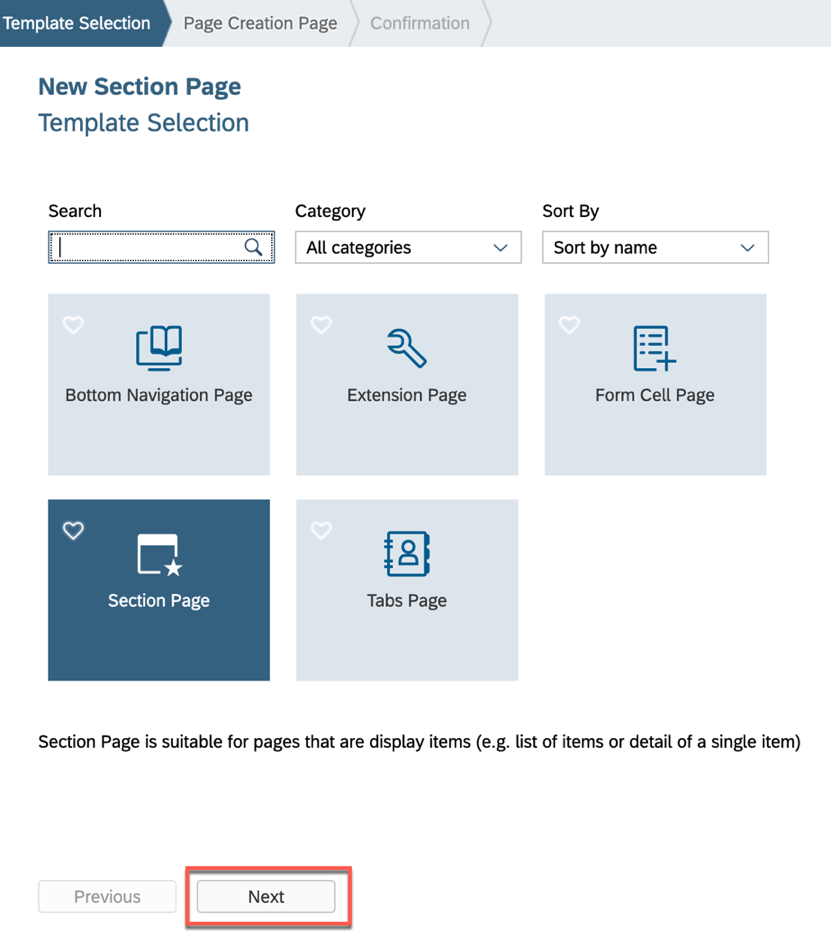 Template Selection
Page Creation Page
Confirmation
New Section Page
Template Selection
Search
Category
Sort By
All categories
Sort by name
Bottom Navigation Page
Extension Page
Form Cell Page
Section Page
Tabs Page
Section Page is suitable for pages that are display items (e.g. list of items or detail of a single item)
Previous
Next